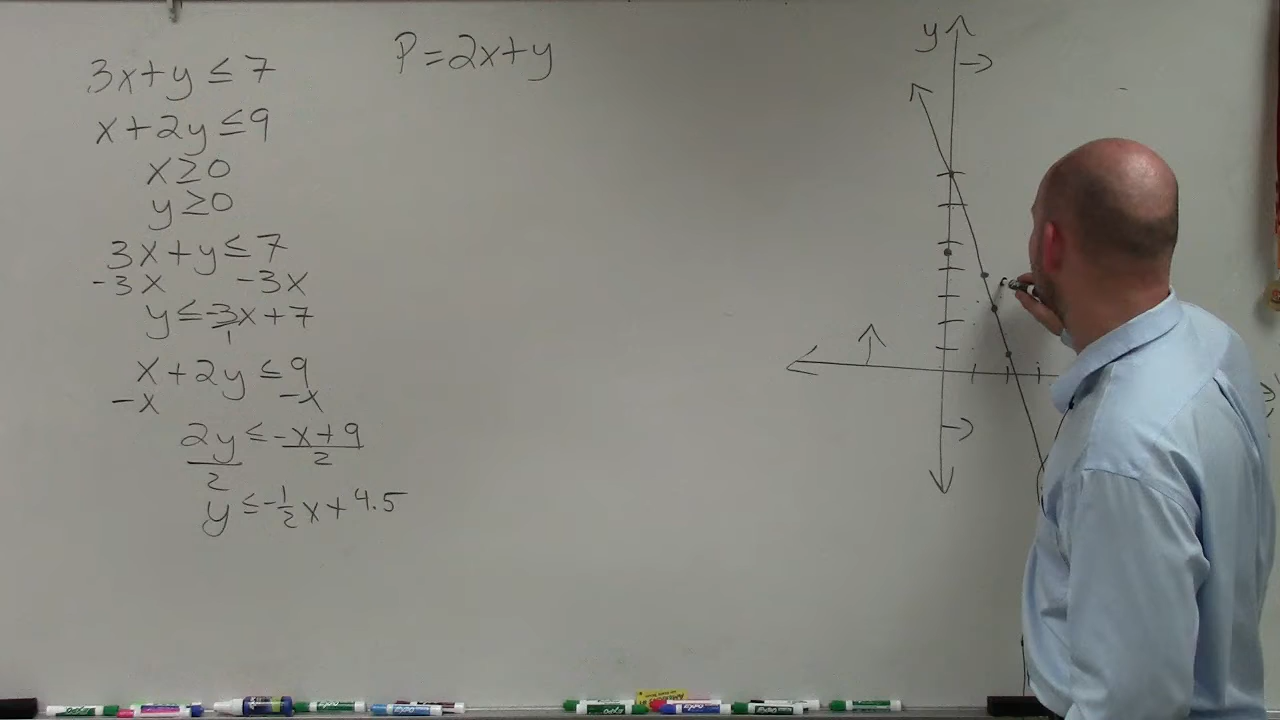 3x+y ≤ 7
x+2y ≤ 9
x ≥ 0
y ≥ 0
3x+y ≤ 7
-3x -3x
y ≤ -3/1 x + 7
x+2y ≤ 9
-x -x
2y/2 ≤ -x+9/2
y ≤ -1/2 x + 4.5
P = 2x+y
y